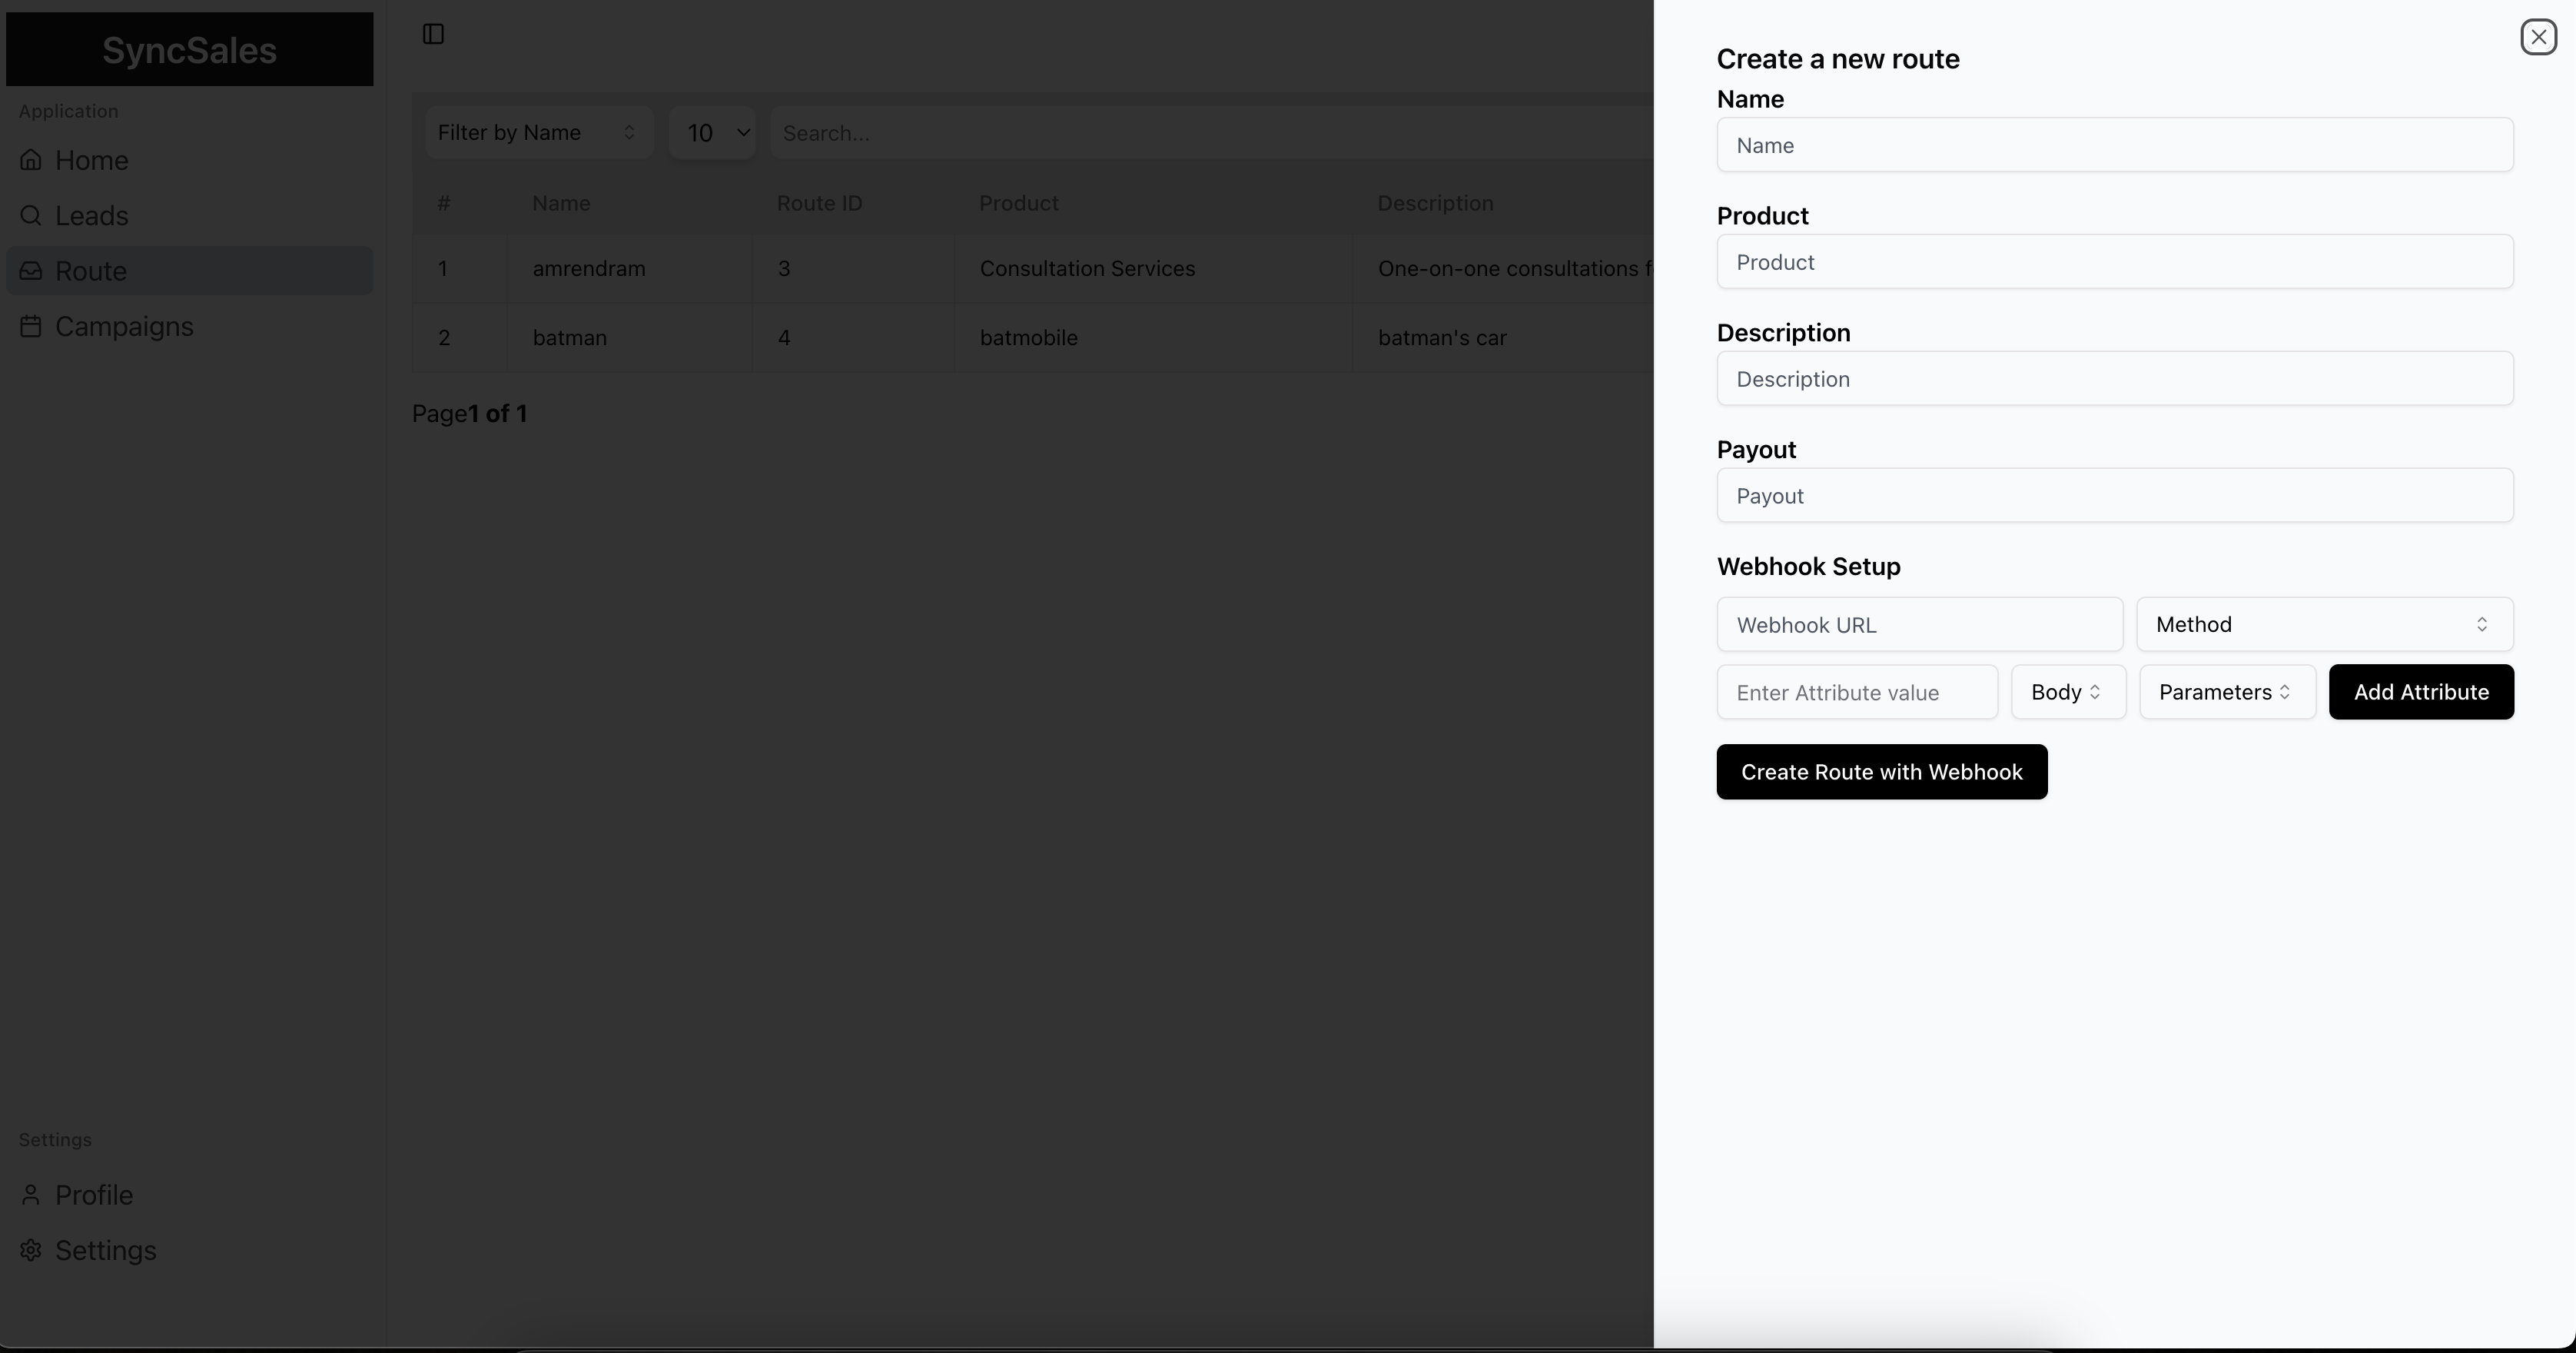 SyncSales
Application
Home
Leads
Route
Campaigns
Settings
Profile
Settings
Filter by Name
10
Search...
# Name Route ID Product Description
1 amrendram 3 Consultation Services One-on-one consultations
2 batman 4 batmobile batman's car
Page1 of 1
Create a new route
Name
Name
Product
Product
Description
Description
Payout
Payout
Webhook Setup
Webhook URL Method
Enter Attribute value Body Parameters Add Attribute
Create Route with Webhook